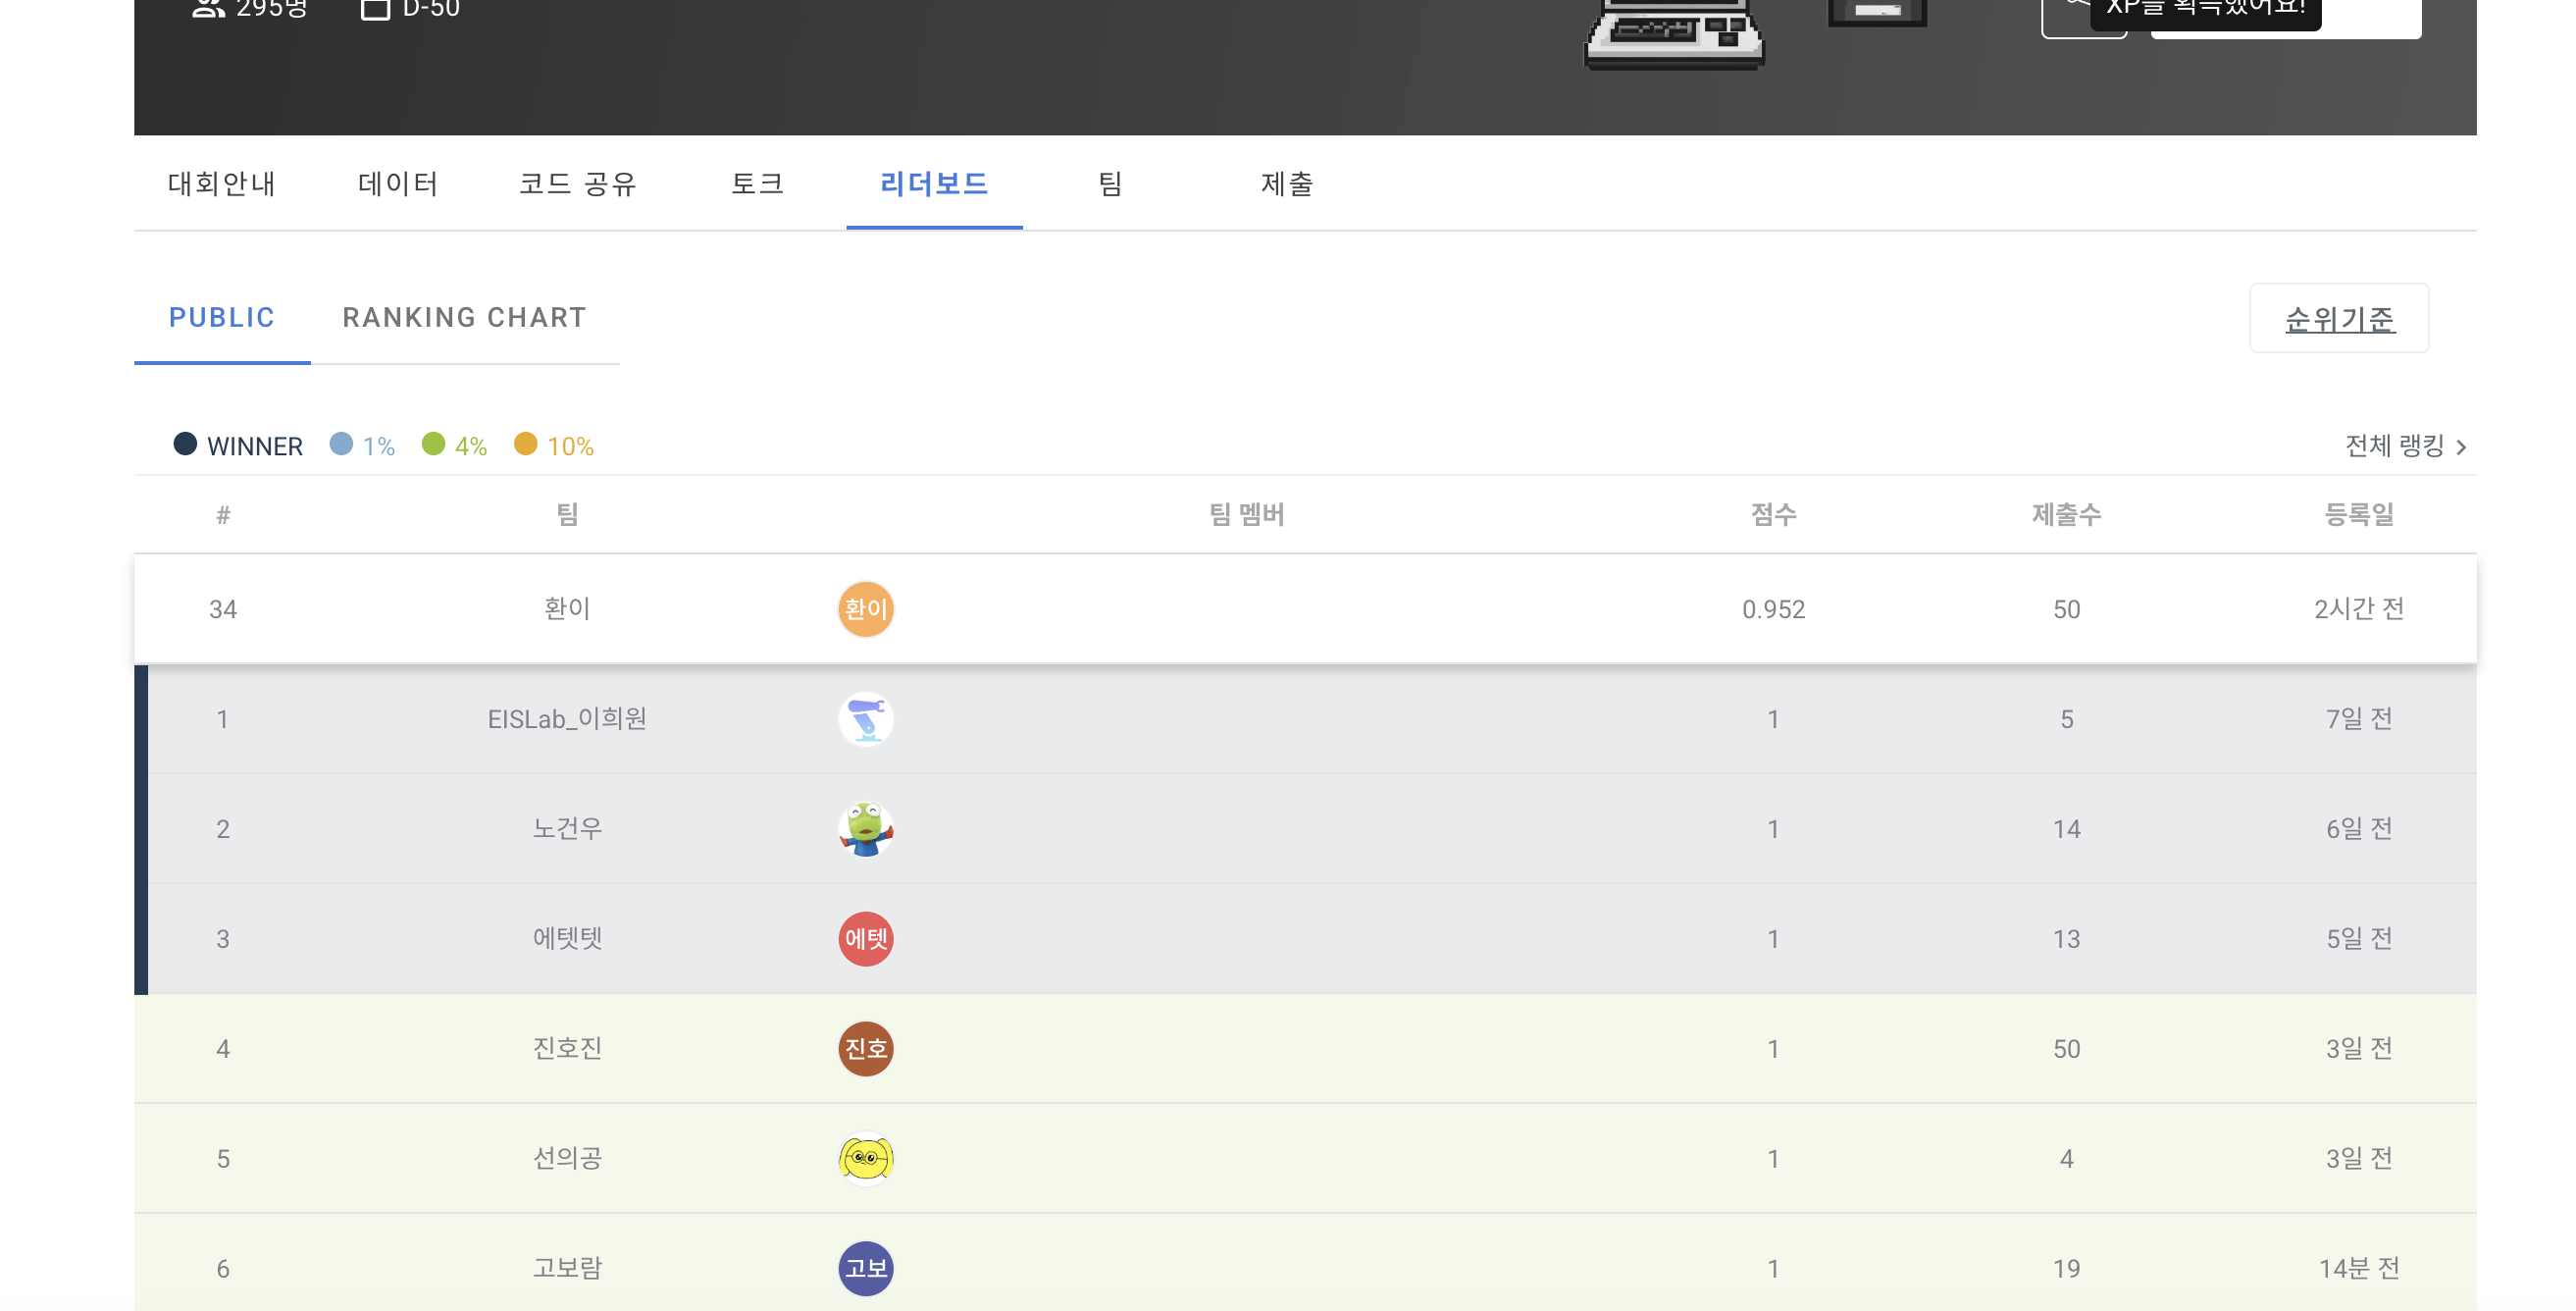 295명 D-50
XP를 획득했어요!
대회안내 데이터 코드 공유 토크 리더보드 팀 제출
PUBLIC RANKING CHART 순위기준
WINNER 1% 4% 10% 전체 랭킹 >
# 팀 팀 멤버 점수 제출수 등록일
34 환이 환이 0.952 50 2시간 전
1 EISLab_이희원 1 5 7일 전
2 노건우 1 14 6일 전
3 에텟텟 에텟 1 13 5일 전
4 진호진 진호 1 50 3일 전
5 선의공 1 4 3일 전
6 고보람 고보 1 19 14분 전